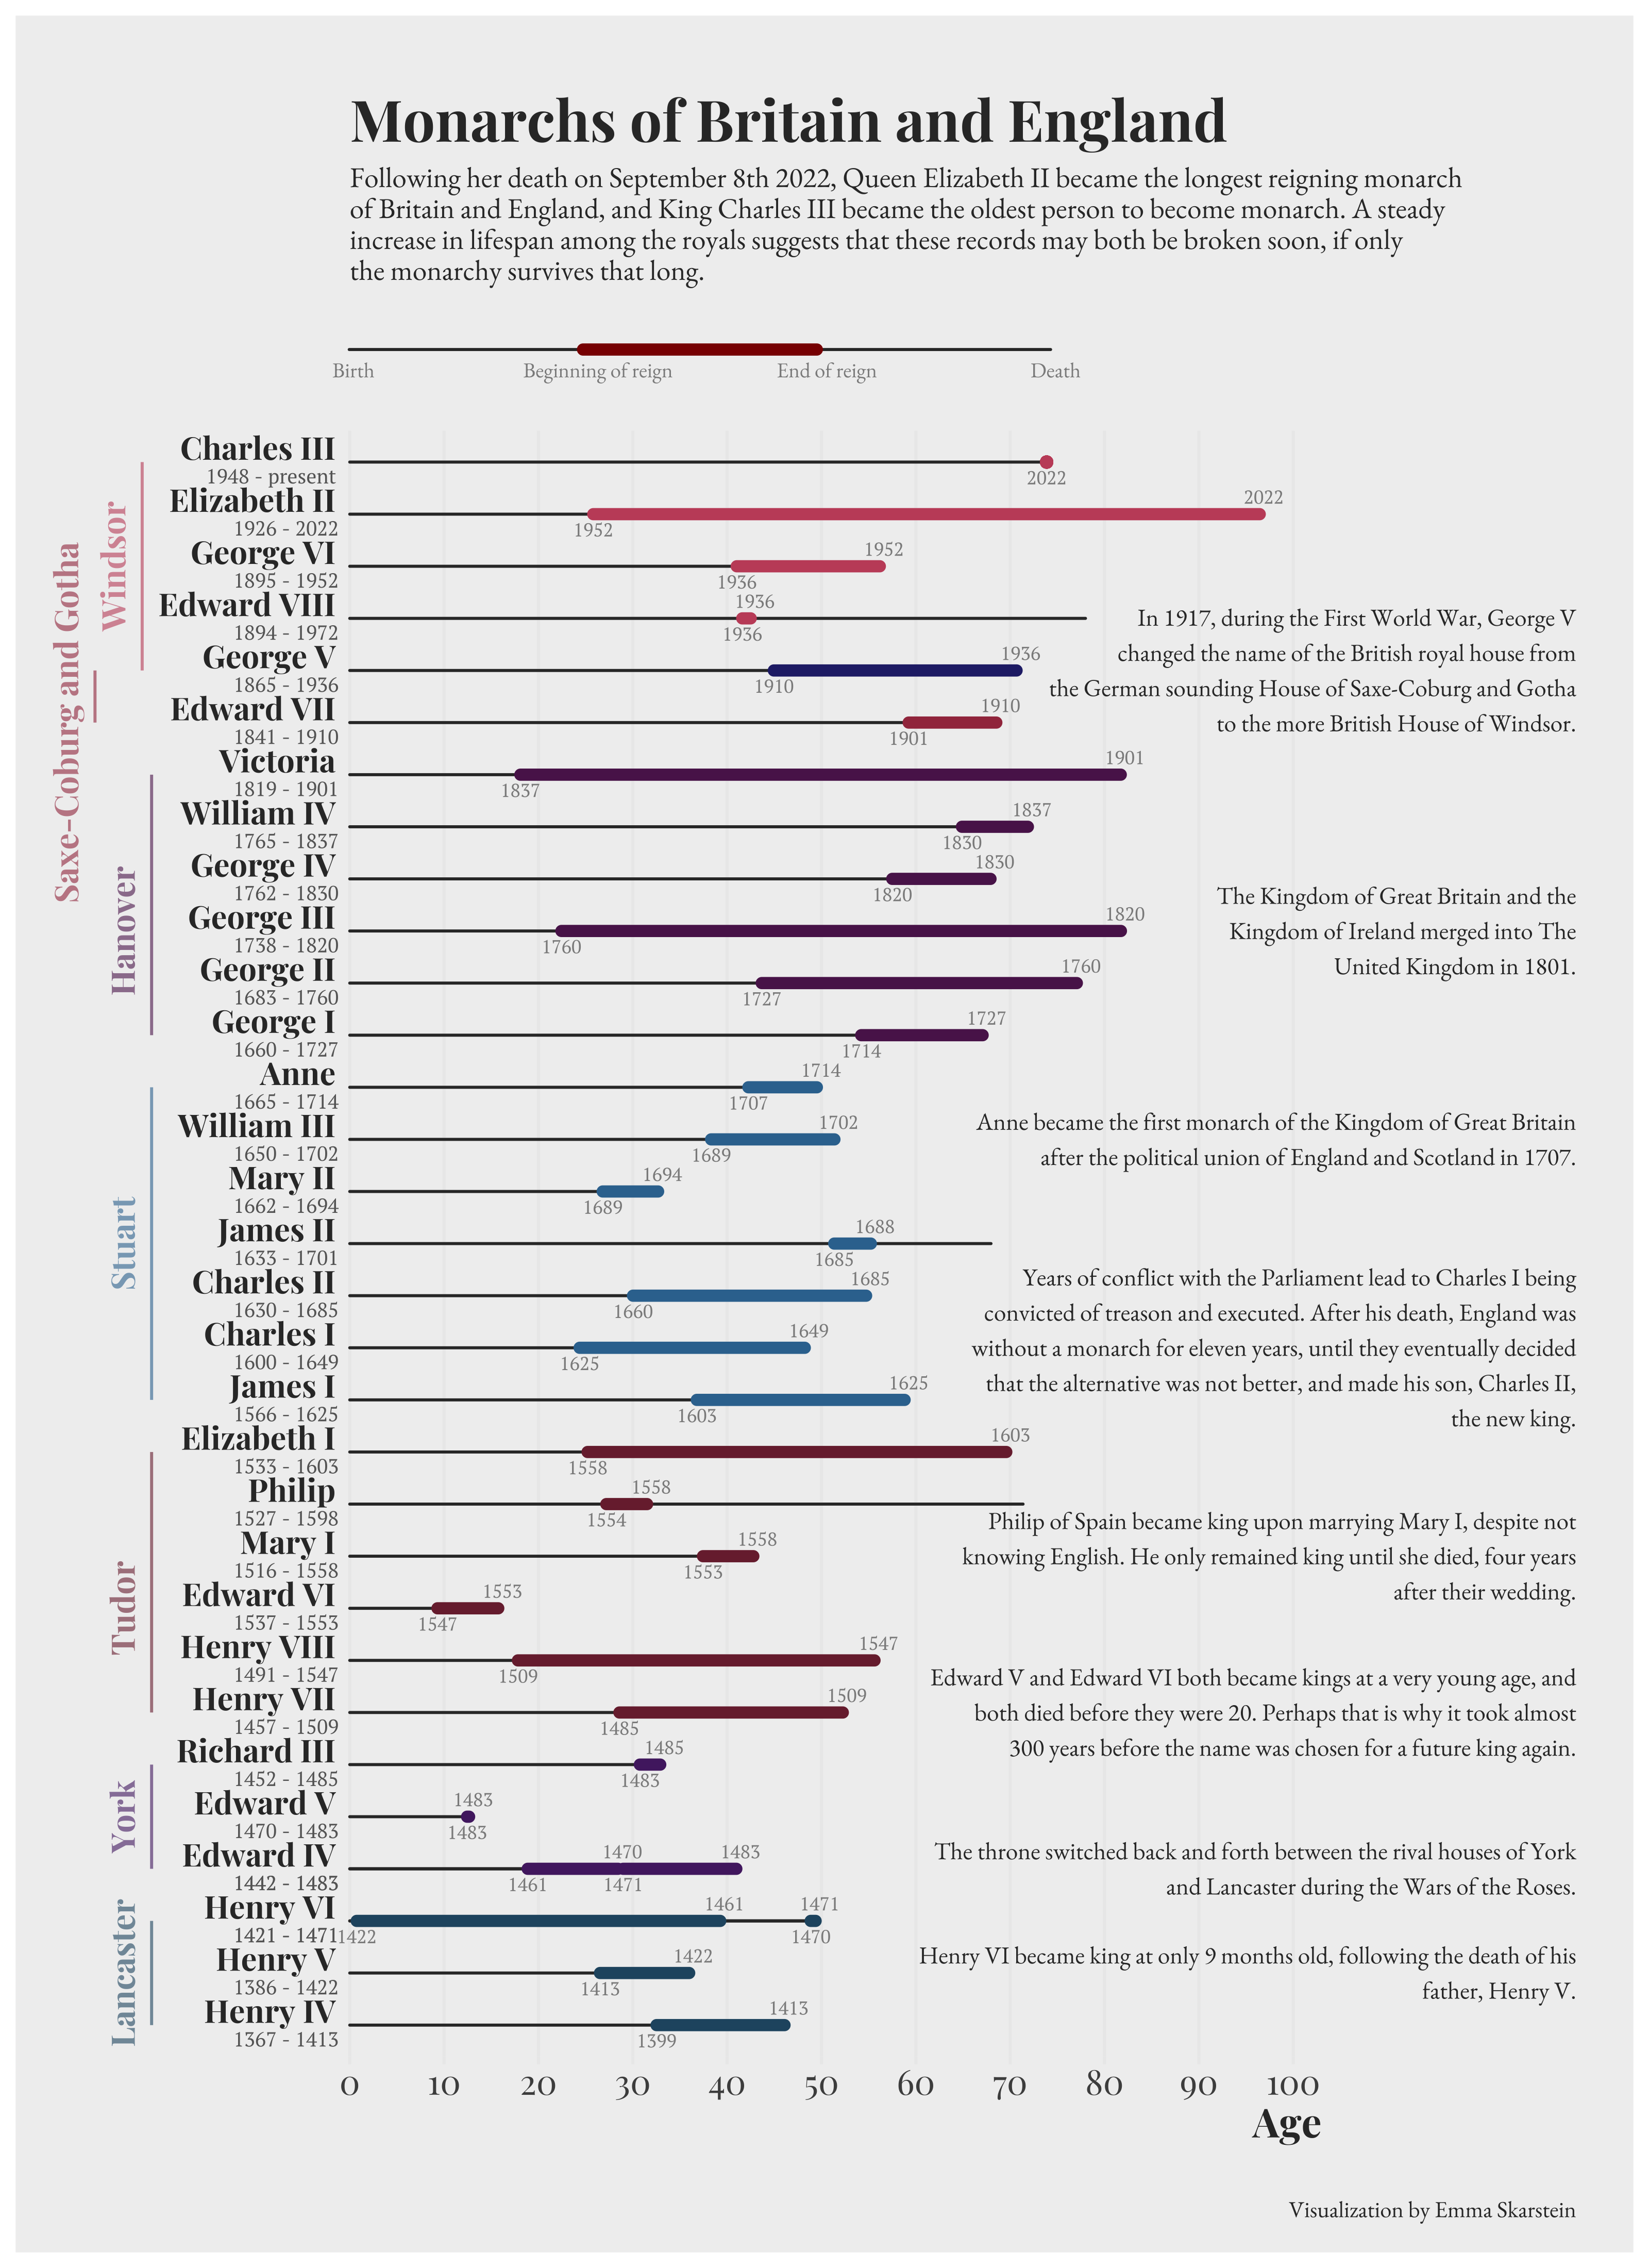 Monarchs of Britain and England
Following her death on September 8th 2022, Queen Elizabeth II became the longest reigning monarch
of Britain and England, and King Charles III became the oldest person to become monarch. A steady
increase in lifespan among the royals suggests that these records may both be broken soon, if only
the monarchy survives that long.
Birth
Beginning of reign
End of reign
Death
Saxe-Coburg and Gotha
Windsor
Charles III
1948 - present
2022
Elizabeth II
1926 - 2022
1952
2022
George VI
1895 - 1952
1936
1952
Edward VIII
1894 - 1972
1936
1936
George V
1865 - 1936
1910
1936
In 1917, during the First World War, George V
changed the name of the British royal house from
the German sounding House of Saxe-Coburg and Gotha
to the more British House of Windsor.
Edward VII
1841 - 1910
1901
1910
Hanover
Victoria
1819 - 1901
1837
1901
William IV
1765 - 1837
1830
1837
George IV
1762 - 1830
1820
1830
George III
1738 - 1820
1760
1820
The Kingdom of Great Britain and the
Kingdom of Ireland merged into The
United Kingdom in 1801.
George II
1683 - 1760
1727
1760
George I
1660 - 1727
1714
1727
Stuart
Anne
1665 - 1714
1707
1714
Anne became the first monarch of the Kingdom of Great Britain
after the political union of England and Scotland in 1707.
William III
1650 - 1702
1689
1702
Mary II
1662 - 1694
1689
1694
James II
1633 - 1701
1685
1688
Charles II
1630 - 1685
1660
1685
Years of conflict with the Parliament lead to Charles I being
convicted of treason and executed. After his death, England was
without a monarch for eleven years, until they eventually decided
that the alternative was not better, and made his son, Charles II,
the new king.
Charles I
1600 - 1649
1625
1649
James I
1566 - 1625
1603
1625
Tudor
Elizabeth I
1533 - 1603
1558
1603
Philip
1527 - 1598
1554
1558
Philip of Spain became king upon marrying Mary I, despite not
knowing English. He only remained king until she died, four years
after their wedding.
Mary I
1516 - 1558
1553
1558
Edward VI
1537 - 1553
1547
1553
Henry VIII
1491 - 1547
1509
1547
Edward V and Edward VI both became kings at a very young age, and
both died before they were 20. Perhaps that is why it took almost
300 years before the name was chosen for a future king again.
Henry VII
1457 - 1509
1485
1509
York
Richard III
1452 - 1485
1483
1485
Edward V
1470 - 1483
1483
1483
Edward IV
1442 - 1483
1461
1470
1471
1483
The throne switched back and forth between the rival houses of York
and Lancaster during the Wars of the Roses.
Lancaster
Henry VI
1421 - 1471
1422
1461
1470
1471
Henry VI became king at only 9 months old, following the death of his
father, Henry V.
Henry V
1386 - 1422
1413
1422
Henry IV
1367 - 1413
1399
1413
0 10 20 30 40 50 60 70 80 90 100
Age
Visualization by Emma Skarstein